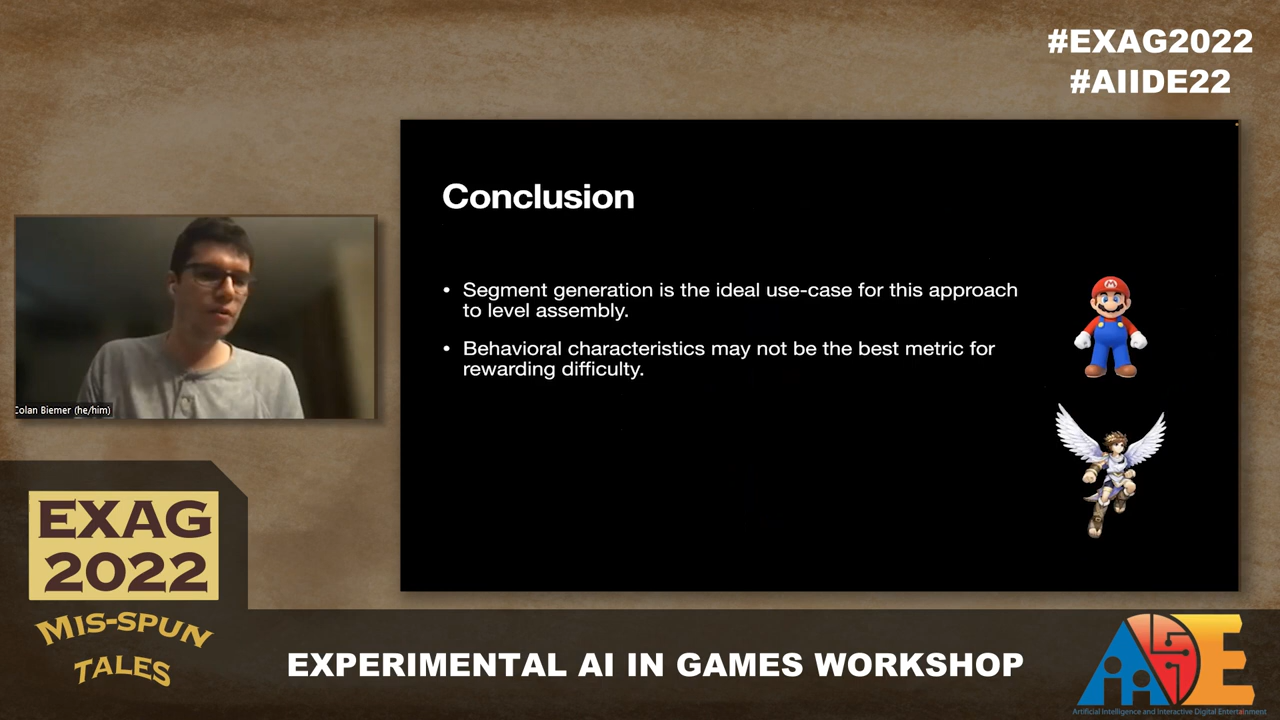 #EXAG2022
#AIIDE22
Conclusion
• Segment generation is the ideal use-case for this approach
to level assembly.
• Behavioral characteristics may not be the best metric for
rewarding difficulty.
Colan Biemer (he/him)
EXAG
2022
MIS-SPUN
TALES
EXPERIMENTAL AI IN GAMES WORKSHOP
AIIDE
Artificial Intelligence and Interactive Digital Entertainment